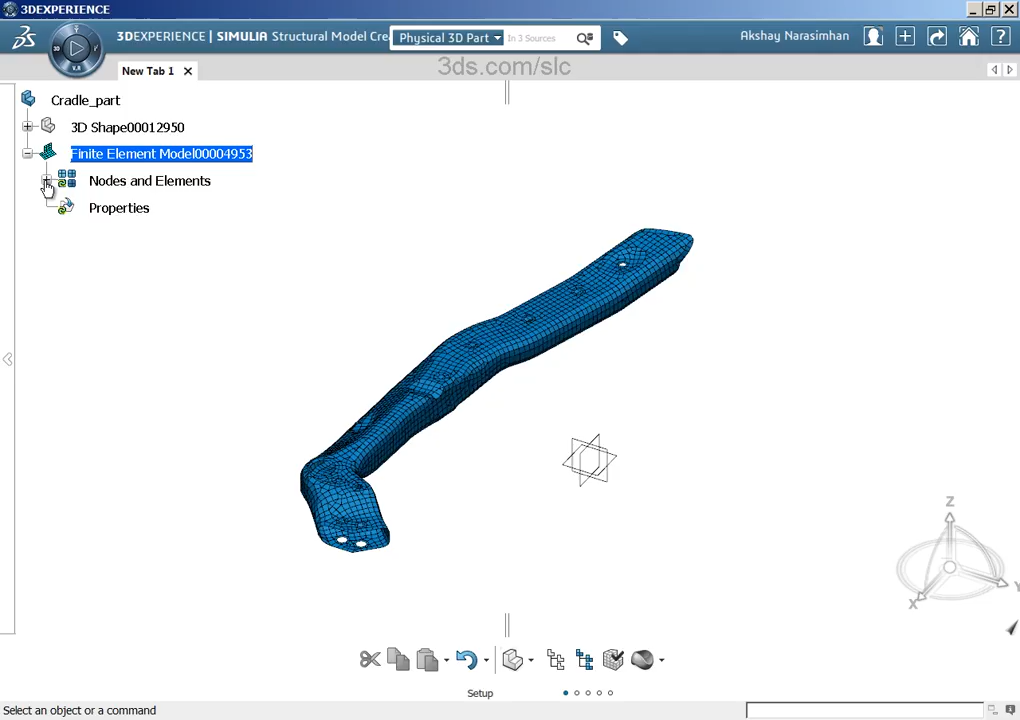 3DEXPERIENCE
3DEXPERIENCE | SIMULIA Structural Model Cre
Physical 3D Part
In 3 Sources
Akshay Narasimhan
3D
V.R
New Tab 1
3ds.com/slc
Cradle_part
3D Shape00012950
Finite Element Model00004953
Nodes and Elements
Properties
Z
X
Y
Setup
Select an object or a command